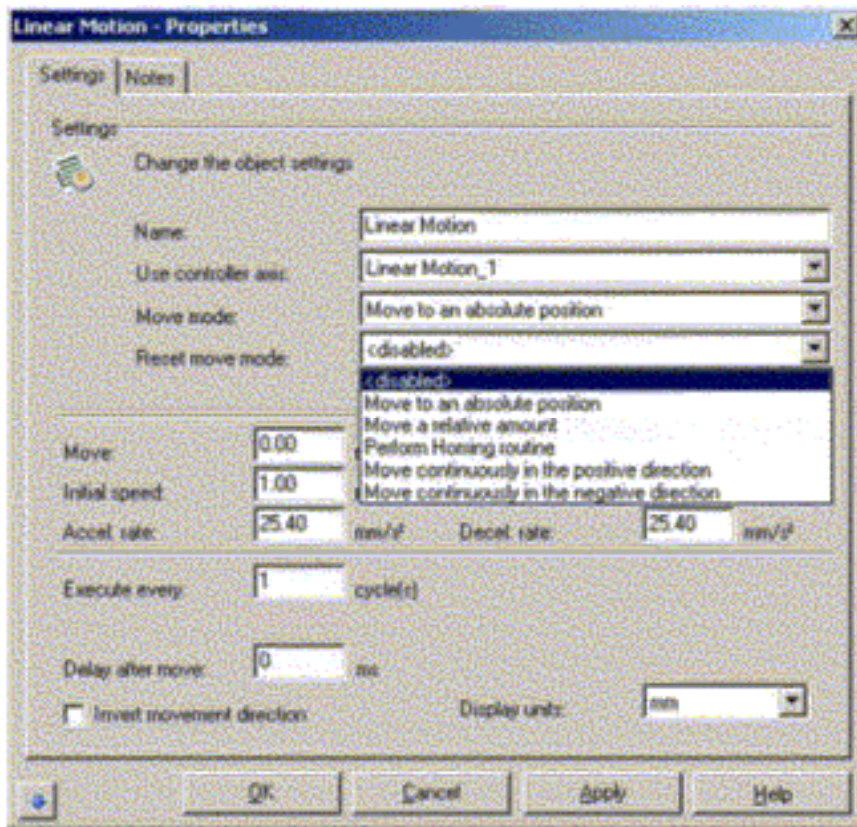 Linear Motion - Properties
Settings Notes
Settings
Change the object settings
Name: Linear Motion
Use controller axis: Linear Motion_1
Move mode: Move to an absolute position
Reset move mode: <disabled>
<disabled>
Move to an absolute position
Move a relative amount
Move: 0.00 Perform Homing routine
Move continuously in the positive direction
Initial speed: 1.00 Move continuously in the negative direction
Accel. rate: 25.40 mm/s² Decel. rate: 25.40 mm/s²
Execute every: 1 cycle(s)
Delay after move: 0 ms
Invert movement direction Display units: mm
OK Cancel Apply Help